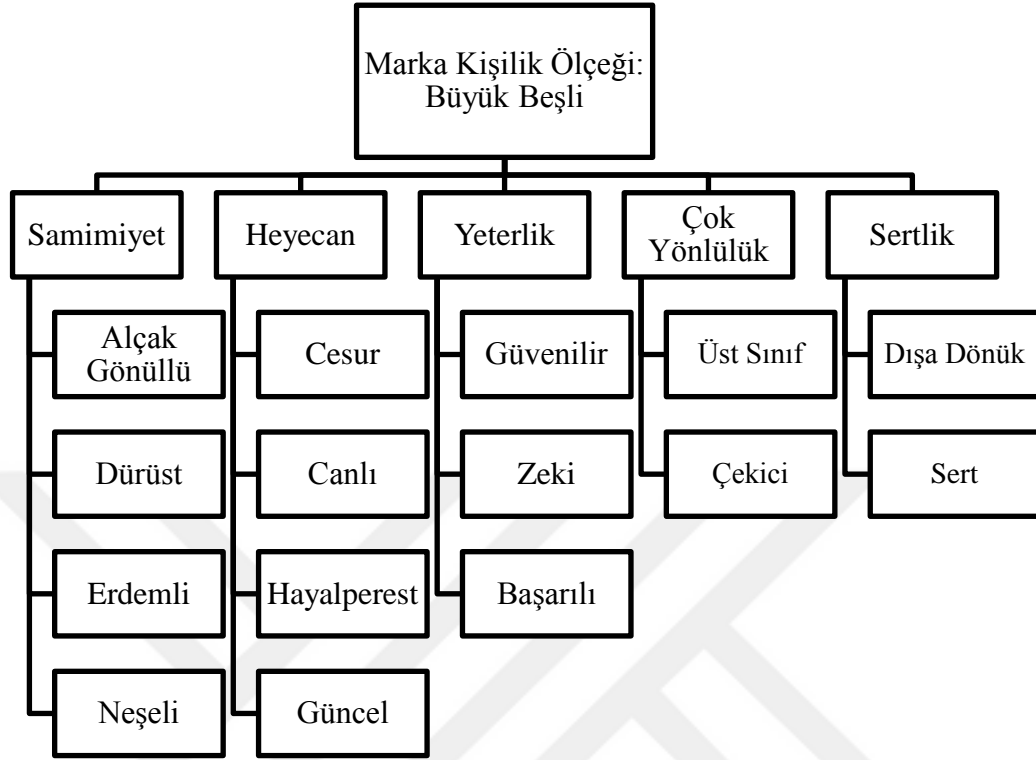 Marka Kişilik Ölçeği:
Büyük Beşli
Samimiyet
Heyecan
Yeterlik
Çok
Yönlülük
Sertlik
Alçak
Gönüllü
Cesur
Güvenilir
Üst Sınıf
Dışa Dönük
Dürüst
Canlı
Zeki
Çekici
Sert
Erdemli
Hayalperest
Başarılı
Neşeli
Güncel